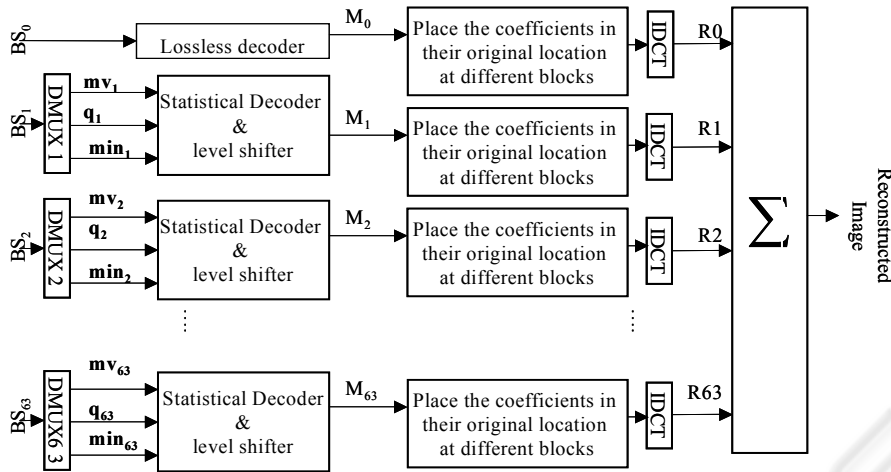 BS0
Lossless decoder
M0
Place the coefficients in
their original location
at different blocks
IDCT
R0
BS1
DMUX 1
mv1
q1
min1
Statistical Decoder
&
level shifter
M1
Place the coefficients in
their original location
at different blocks
IDCT
R1
BS2
DMUX 2
mv2
q2
min2
Statistical Decoder
&
level shifter
M2
Place the coefficients in
their original location
at different blocks
IDCT
R2
.....
.....
BS63
DMUX6 3
mv63
q63
min63
Statistical Decoder
&
level shifter
M63
Place the coefficients in
their original location
at different blocks
IDCT
R63
Σ
Reconstructed
Image